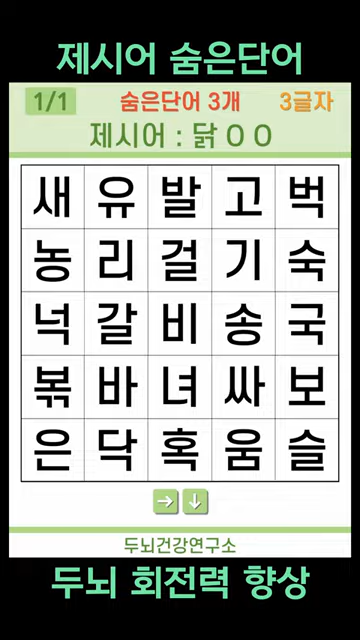 제시어 숨은단어
1/1 숨은단어 3개 3글자
제시어 : 닭 O O
새 유 발 고 벅
농 리 걸 기 숙
넉 갈 비 송 국
볶 바 녀 싸 보
은 닥 혹 움 슬
→ ↓
두뇌건강연구소
두뇌 회전력 향상